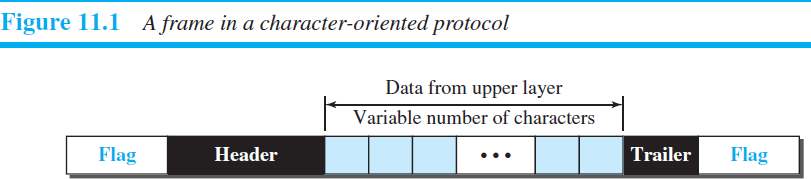 Figure 11.1 A frame in a character-oriented protocol
Data from upper layer
Variable number of characters
Flag Header ... Trailer Flag